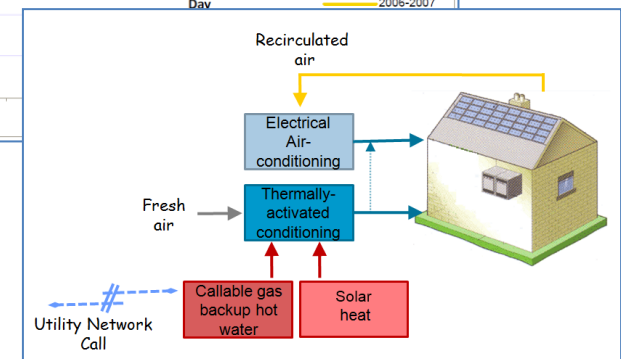 Day
2006-2007
Recirculated
air
Electrical
Air-
conditioning
Thermally-
activated
conditioning
Fresh
air
Callable gas
backup hot
water
Solar
heat
Utility Network
Call